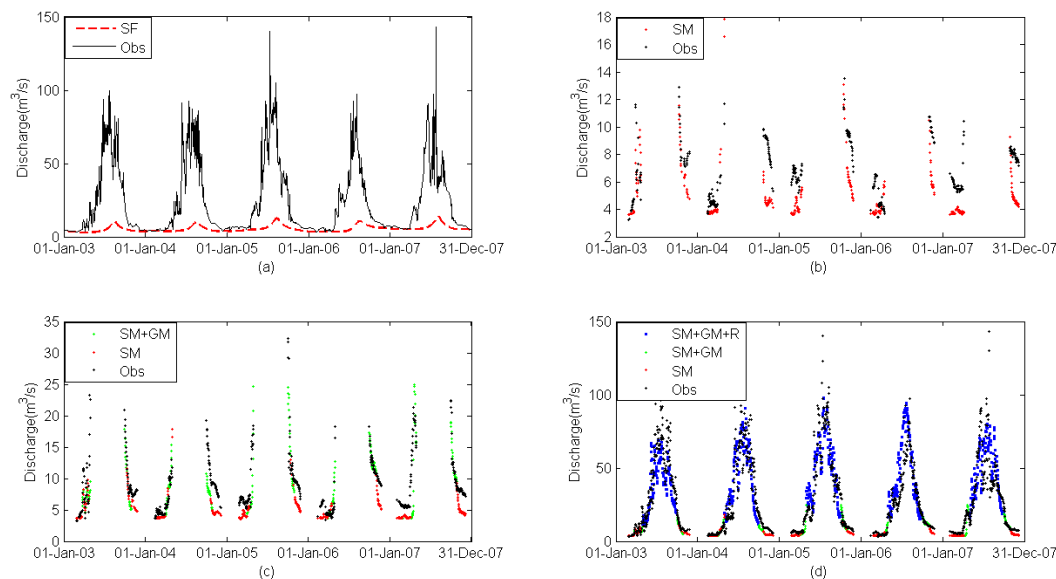 150
100
50
0
Discharge(m³/s)
SF
Obs
01-Jan-03
01-Jan-04
01-Jan-05
01-Jan-06
01-Jan-07
31-Dec-07
(a)
18
16
14
12
10
8
6
4
2
Discharge(m³/s)
SM
Obs
01-Jan-03
01-Jan-04
01-Jan-05
01-Jan-06
01-Jan-07
31-Dec-07
(b)
35
30
25
20
15
10
5
0
Discharge(m³/s)
SM+GM
SM
Obs
01-Jan-03
01-Jan-04
01-Jan-05
01-Jan-06
01-Jan-07
31-Dec-07
(c)
150
100
50
0
Discharge(m³/s)
SM+GM+R
SM+GM
SM
Obs
01-Jan-03
01-Jan-04
01-Jan-05
01-Jan-06
01-Jan-07
31-Dec-07
(d)